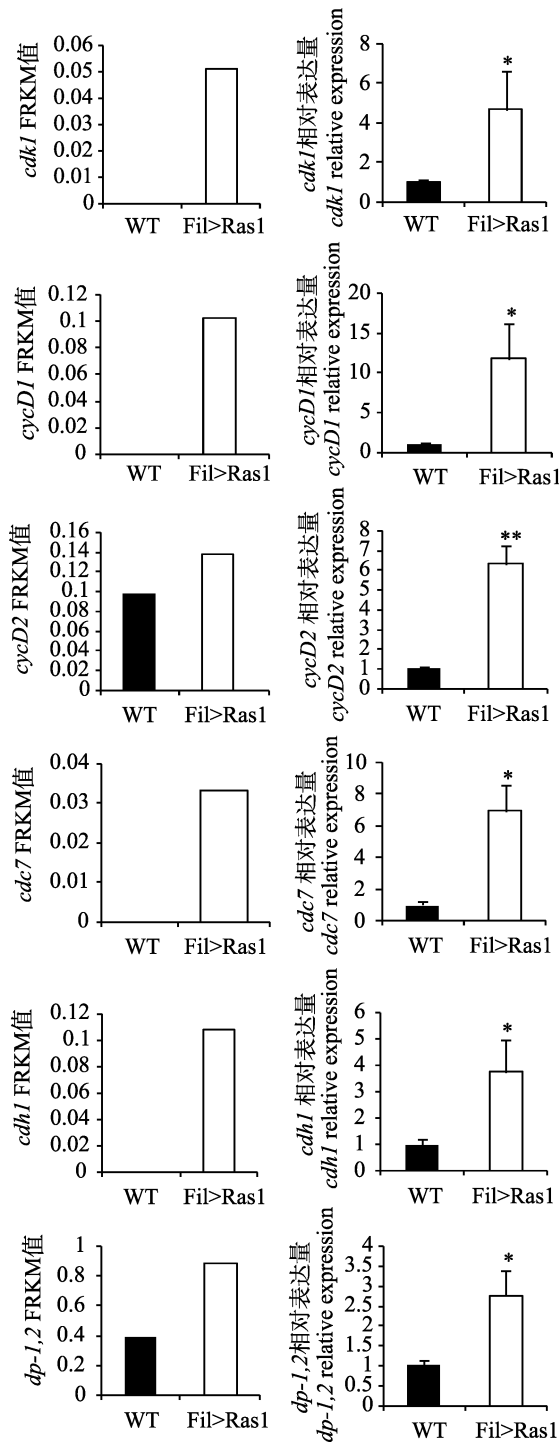 cdk1 FRKM值
0.06
0.05
0.04
0.03
0.02
0.01
0
WT
Fil>Ras1
cdk1相对表达量
cdk1 relative expression
8
6
4
2
0
*
WT
Fil>Ras1
cycD1 FRKM值
0.12
0.1
0.08
0.06
0.04
0.02
0
WT
Fil>Ras1
cycD1相对表达量
cycD1 relative expression
20
15
10
5
0
*
WT
Fil>Ras1
cycD2 FRKM值
0.16
0.14
0.12
0.1
0.08
0.06
0.04
0.02
0
WT
Fil>Ras1
cycD2 相对表达量
cycD2 relative expression
8
7
6
5
4
3
2
1
0
**
WT
Fil>Ras1
cdc7 FRKM值
0.04
0.03
0.02
0.01
0
WT
Fil>Ras1
cdc7 相对表达量
cdc7 relative expression
10
8
6
4
2
0
*
WT
Fil>Ras1
cdh1 FRKM值
0.12
0.1
0.08
0.06
0.04
0.02
0
WT
Fil>Ras1
cdh1 相对表达量
cdh1 relative expression
6
5
4
3
2
1
0
*
WT
Fil>Ras1
dp-1,2 FRKM值
1
0.8
0.6
0.4
0.2
0
WT
Fil>Ras1
dp-1,2相对表达量
dp-1,2 relative expression
4
3.5
3
2.5
2
1.5
1
0.5
0
*
WT
Fil>Ras1